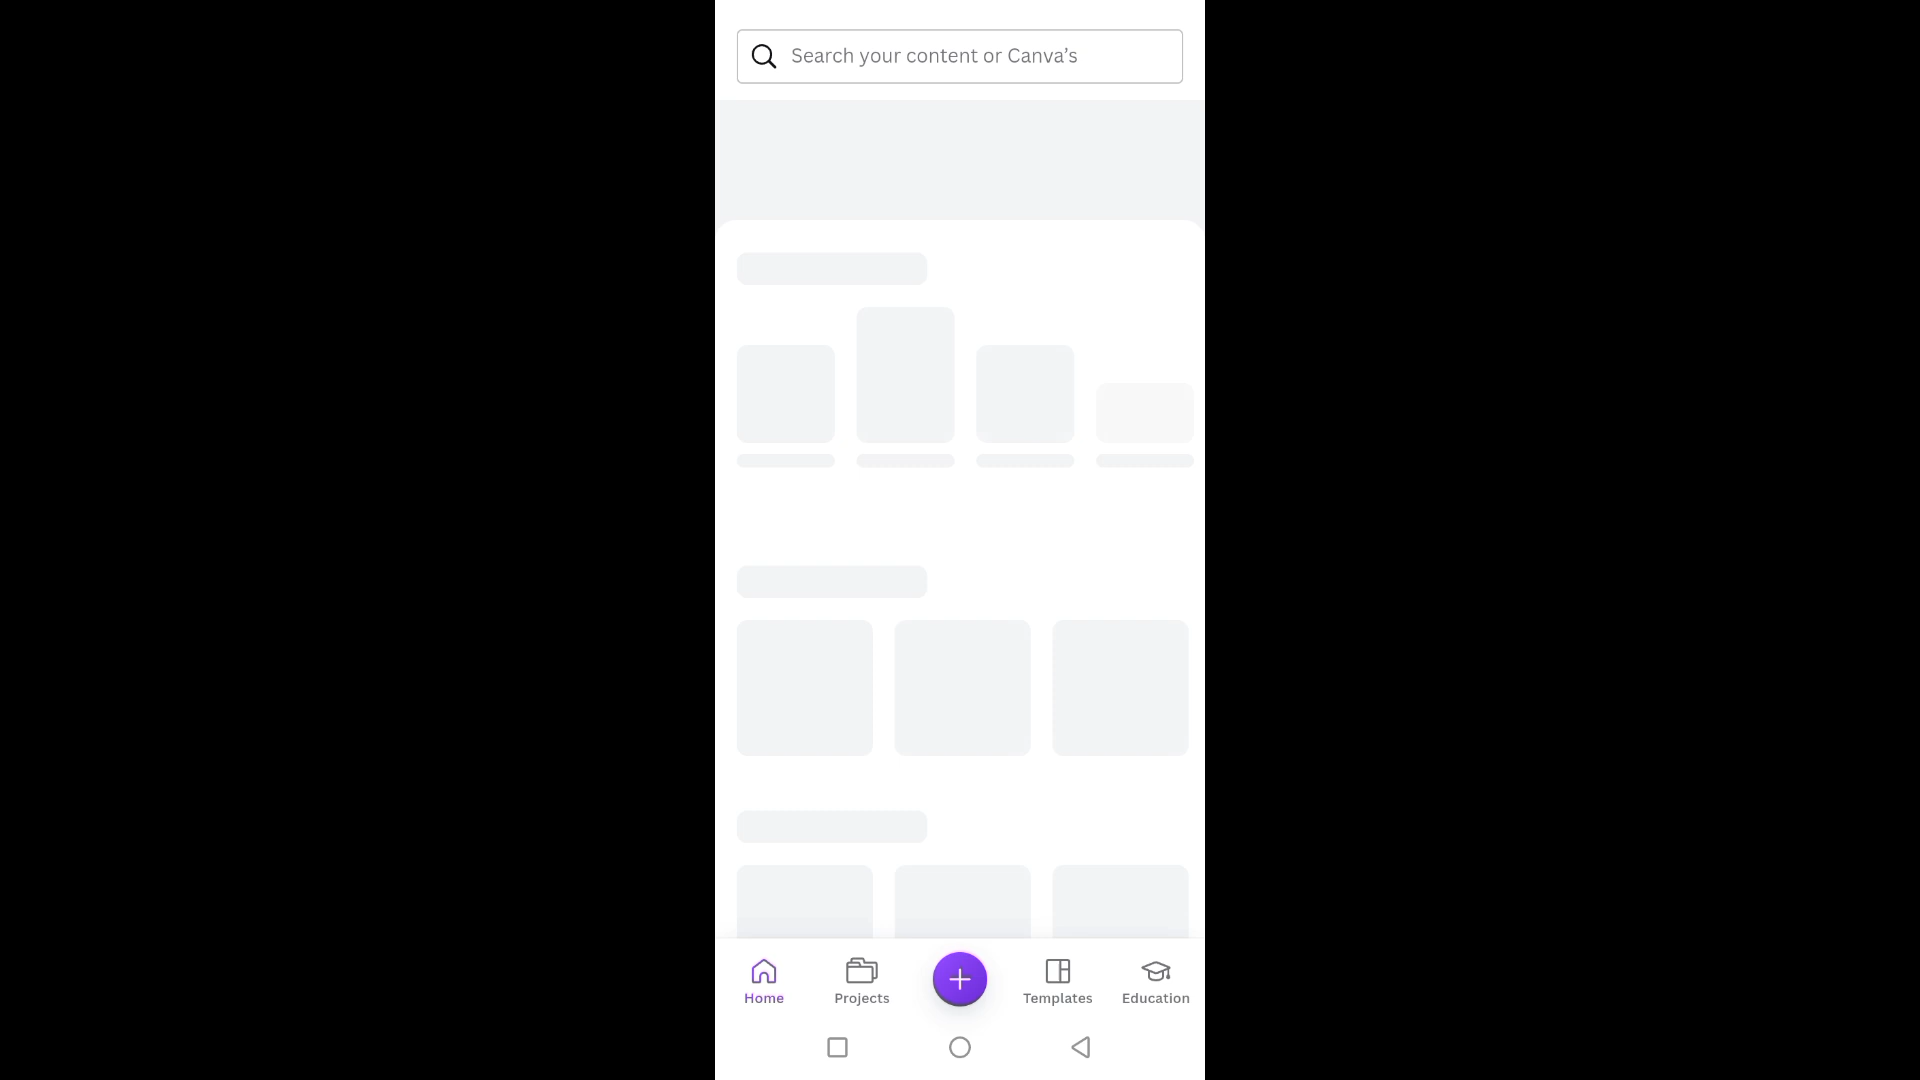 Search your content or Canva’s
Home
Projects
Templates
Education